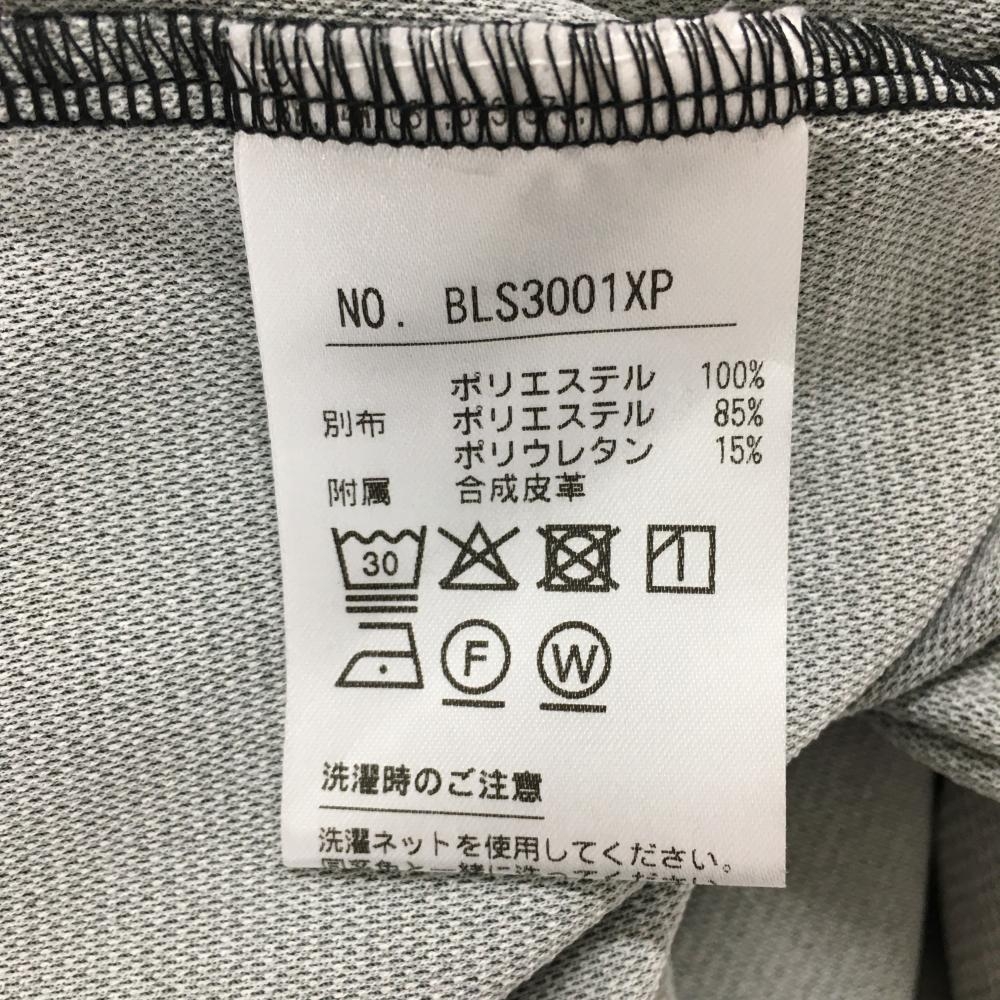 NO. BLS3001XP
ポリエステル 100%
別布 ポリエステル 85%
ポリウレタン 15%
附属 合成皮革
30
F W
洗濯時のご注意
洗濯ネットを使用してください。